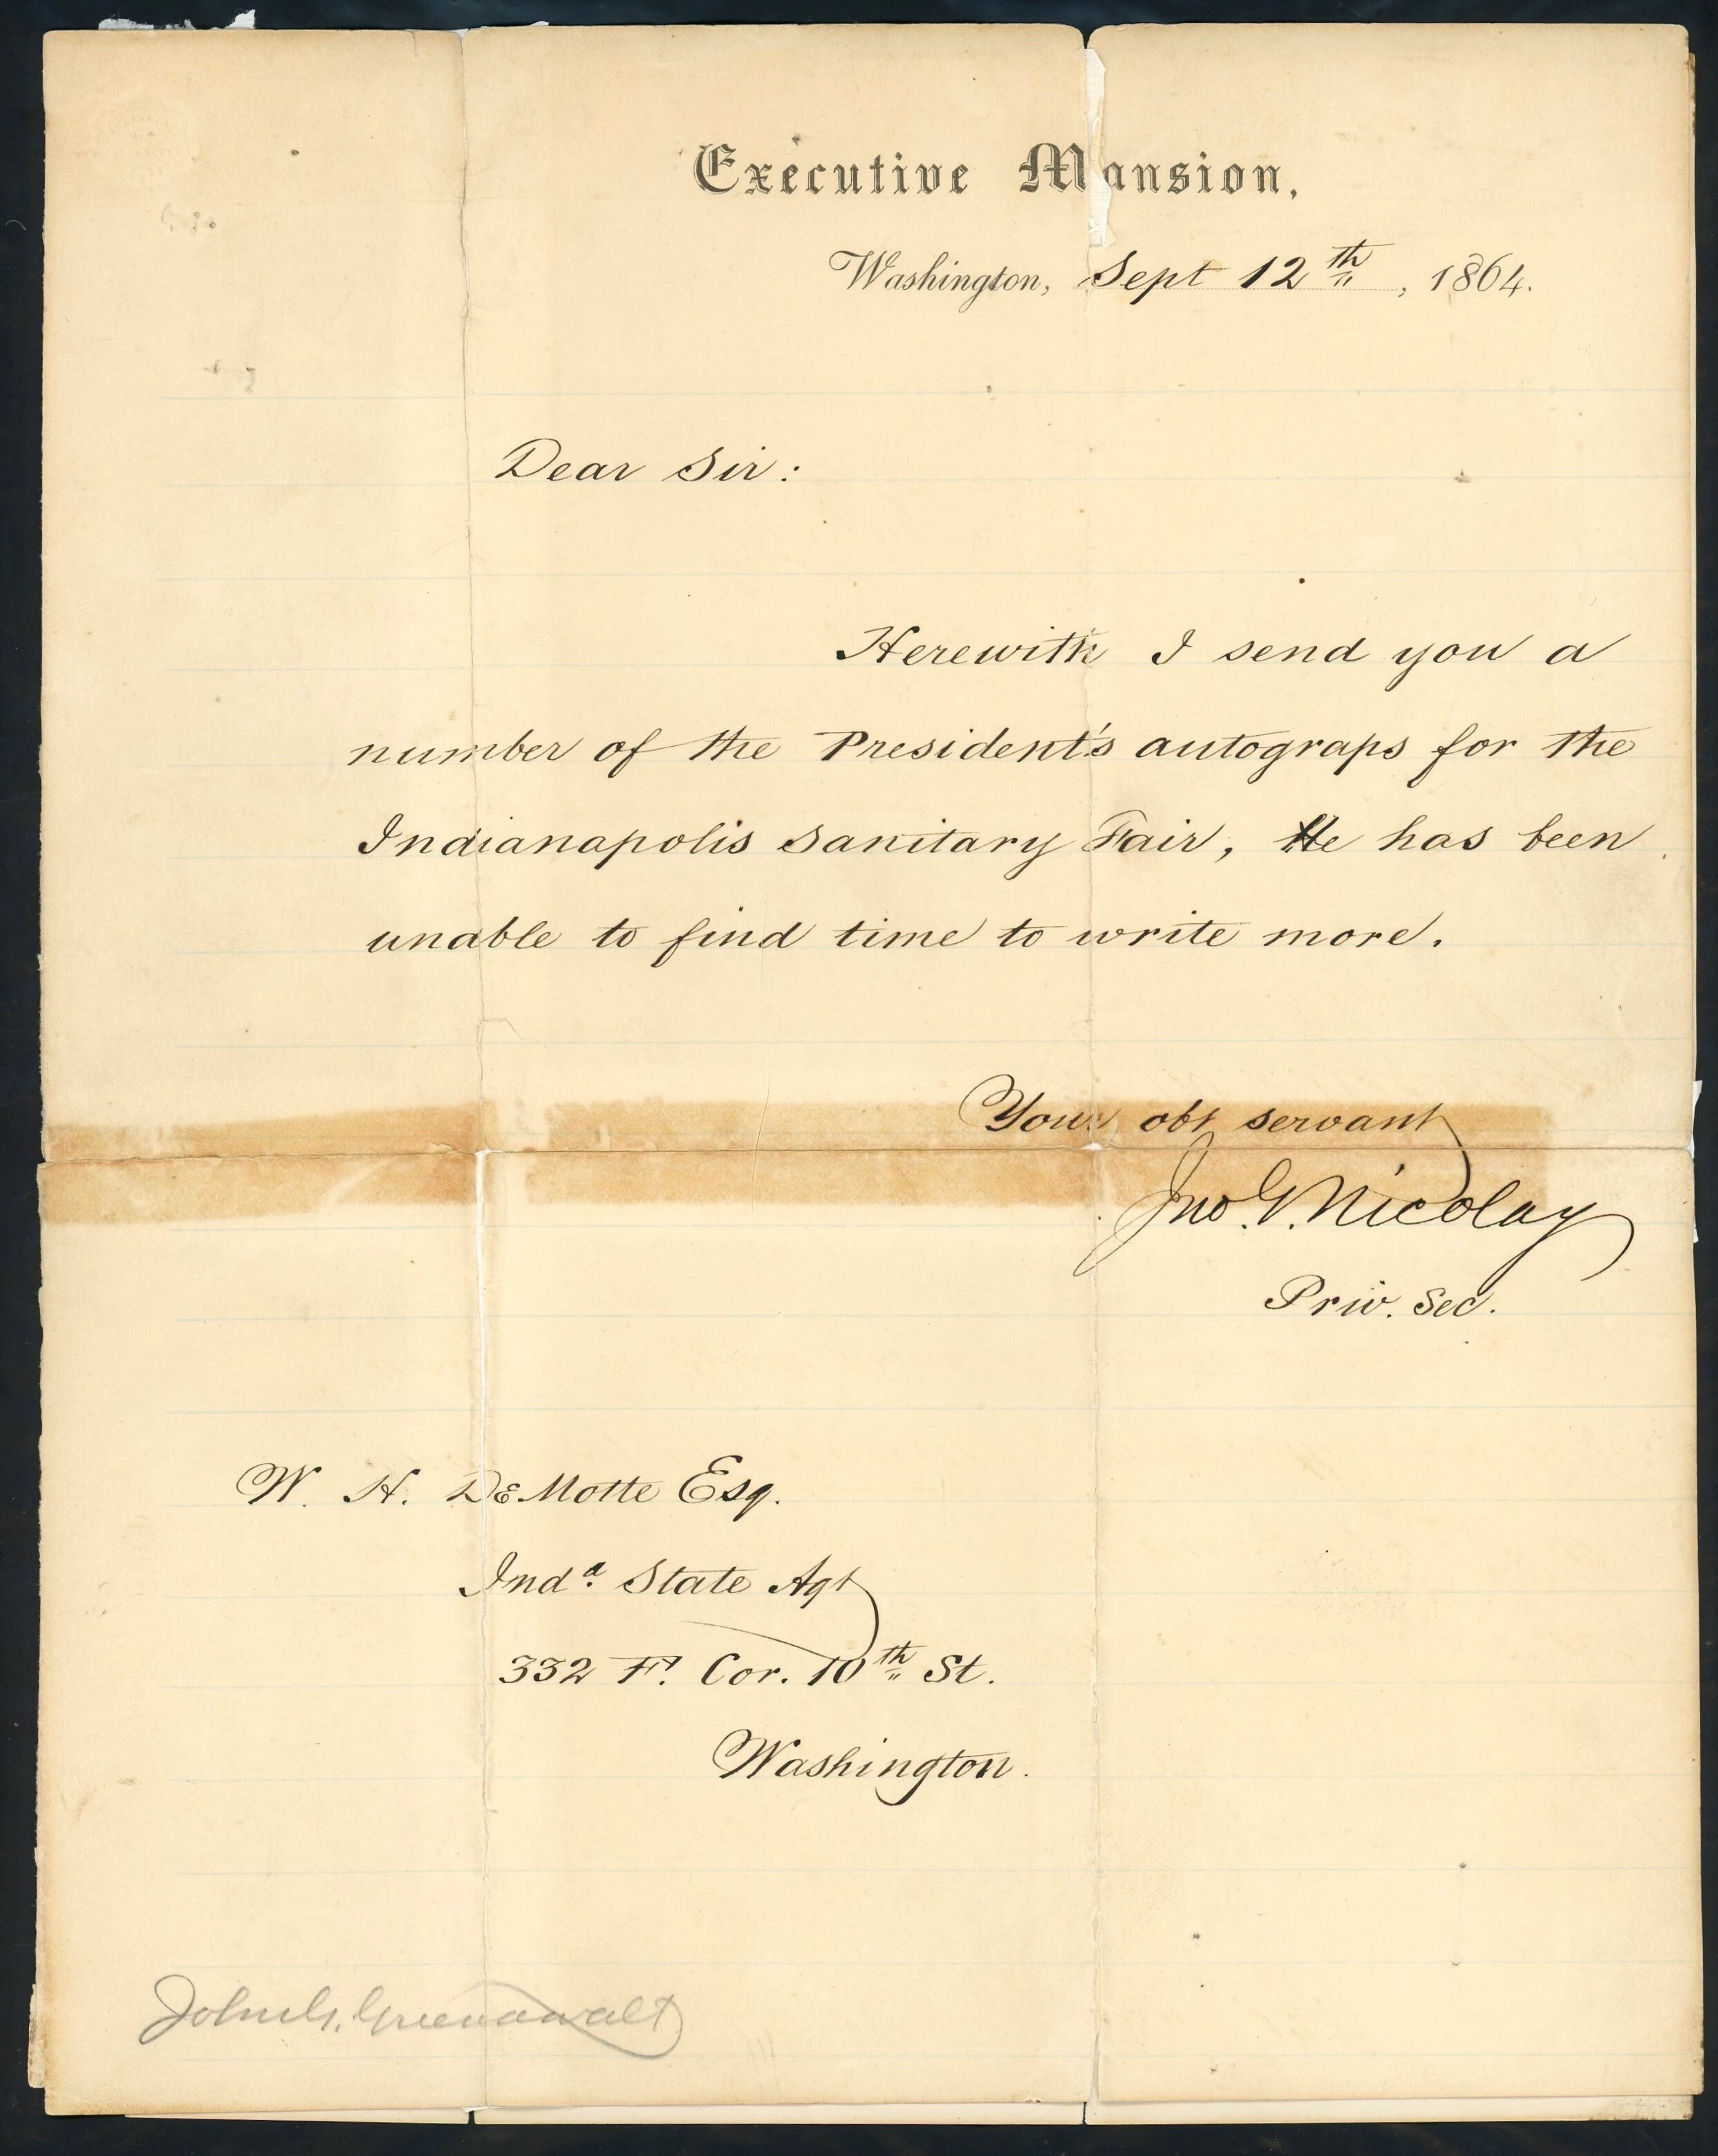 Executive Mansion,
Washington, Sept 12th, 1864.
Dear Sir:
Herewith I send you a
number of the President's autograps for the
Indianapolis Sanitary Fair, He has been
unable to find time to write more.
Your obt servant
Jno. G. Nicolay
Priv. Sec.
W. H. DeMotte Esq.
Inda. State Agt
332 F. Cor. 10th St.
Washington.
John G. Greenawalt